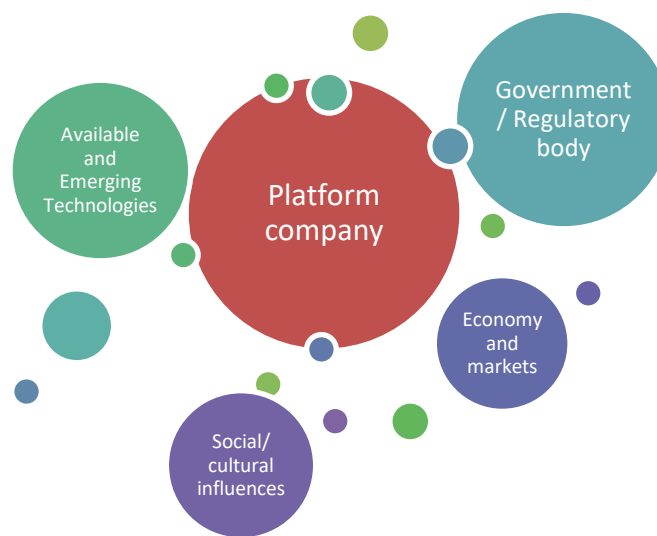 Available
and
Emerging
Technologies
Platform
company
Government
/ Regulatory
body
Economy
and
markets
Social/
cultural
influences